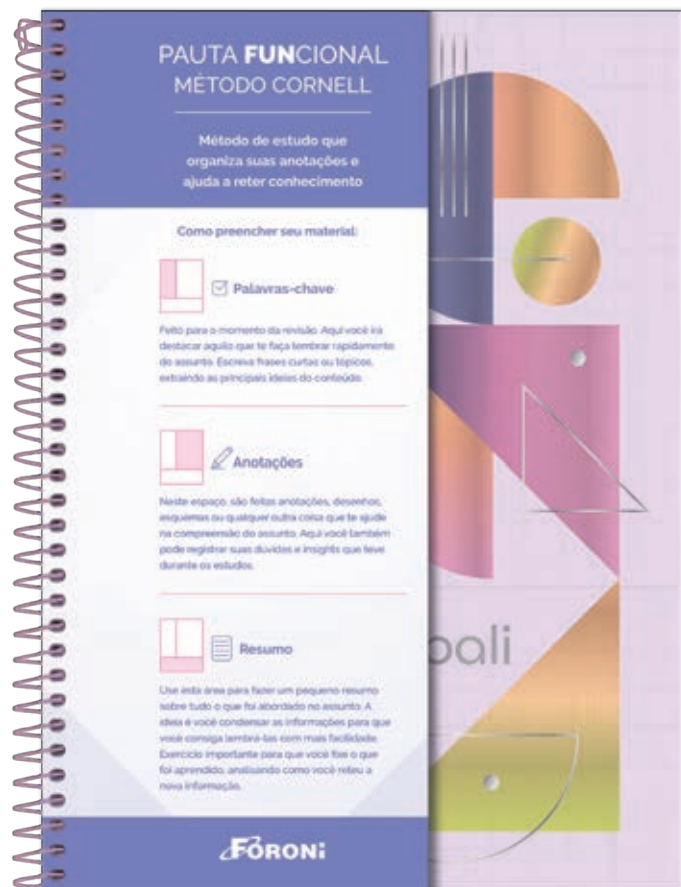 PAUTA FUNCIONAL
MÉTODO CORNELL
Método de estudo que
organiza suas anotações e
ajuda a reter conhecimento
Como preencher seu material:
Palavras-chave
Feito para o momento da revisão. Aqui você irá
destacar aquilo que te faça lembrar rapidamente
do assunto. Escreva frases curtas ou tópicos,
extraindo as principais ideias do conteúdo.
Anotações
Neste espaço, são feitas anotações, desenhos,
esquemas ou qualquer outra coisa que te ajude
na compreensão do assunto. Aqui você também
pode registrar suas dúvidas e insights que teve
durante os estudos.
Resumo
Use esta área para fazer um pequeno resumo
sobre tudo o que foi abordado no assunto. A
ideia é você condensar as informações para que
você consiga lembrá-las com mais facilidade.
Exercício importante para que você fixe o que
foi aprendido, analisando como você reteu a
nova informação.
FORONI
bali